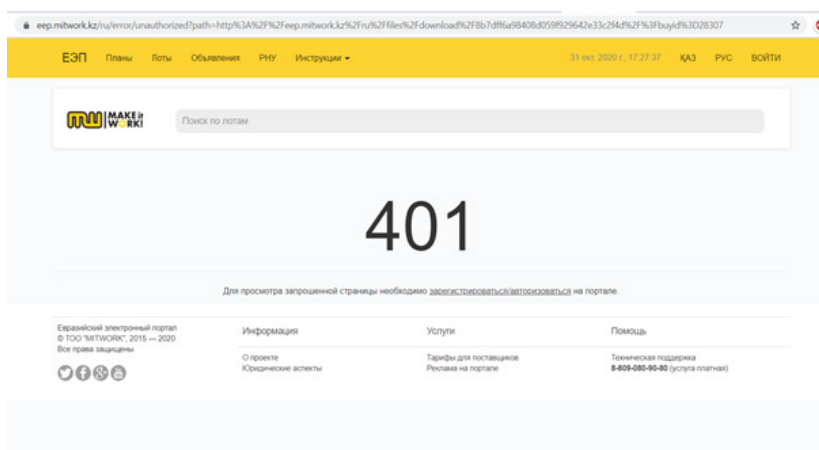 eep.mitwork.kz/ru/error/unauthorized?path=http%3A%2F%2Feep.mitwork.kz%2Fru%2Ffiles%2Fdownload%2F8b7dff6a98408d059f929642e33c2f4d%2F%3Fbuyid%3D28307
ЕЭП Планы Лоты Объявления РНУ Инструкции 31 окт. 2020 г., 17:27:37 ҚАЗ РУС ВОЙТИ
MW MAKE it WORK! Поиск по лотам
401
Для просмотра запрошенной страницы необходимо зарегистрироваться/авторизоваться на портале.
Евразийский электронный портал Информация Услуги Помощь
© ТОО "MITWORK", 2015 — 2020
Все права защищены
О проекте Тарифы для поставщиков Техническая поддержка
Юридические аспекты Реклама на портале 8-809-080-90-80 (услуга платная)